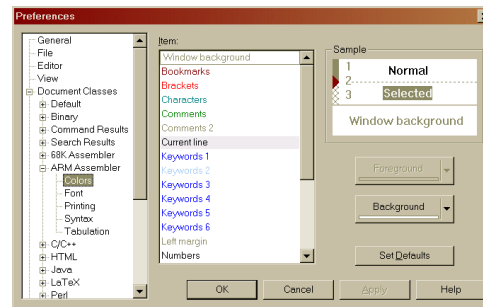 Preferences
General
File
Editor
View
Document Classes
Default
Binary
Command Results
Search Results
68K Assembler
ARM Assembler
Colors
Font
Printing
Syntax
Tabulation
C/C++
HTML
Java
LaTeX
Perl
Item:
Window background
Bookmarks
Brackets
Characters
Comments
Comments 2
Current line
Keywords 1
Keywords 2
Keywords 3
Keywords 4
Keywords 5
Keywords 6
Left margin
Numbers
Sample
1 Normal
2
3 Selected
Window background
Foreground
Background
Set Defaults
OK Cancel Apply Help